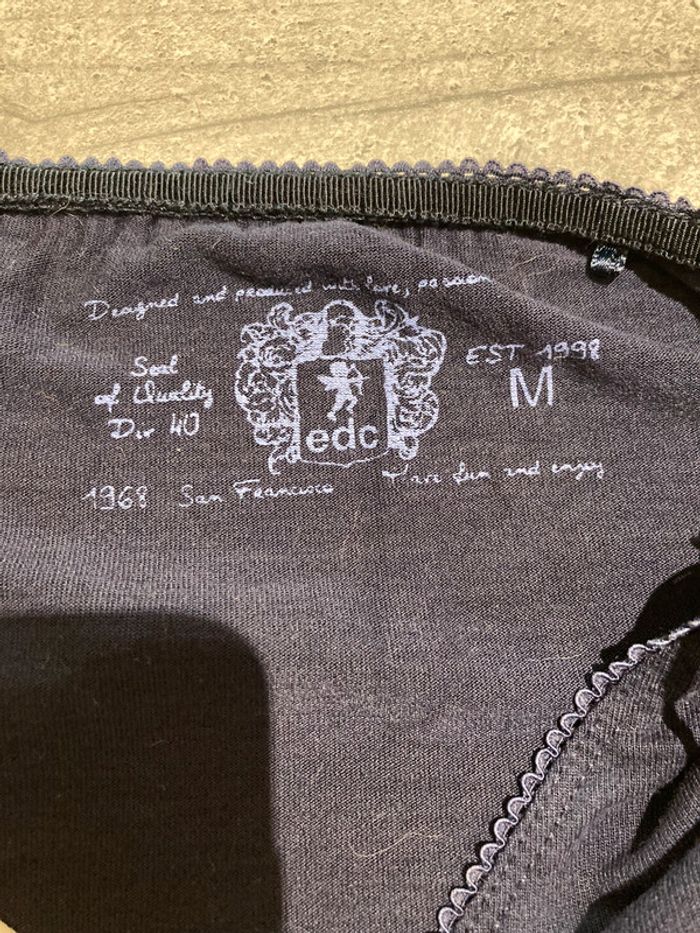 Designed and produced with love, passion
Seal
of Quality
Div 40
edc
EST 1998
M
1968 San Francisco
Have fun and enjoy